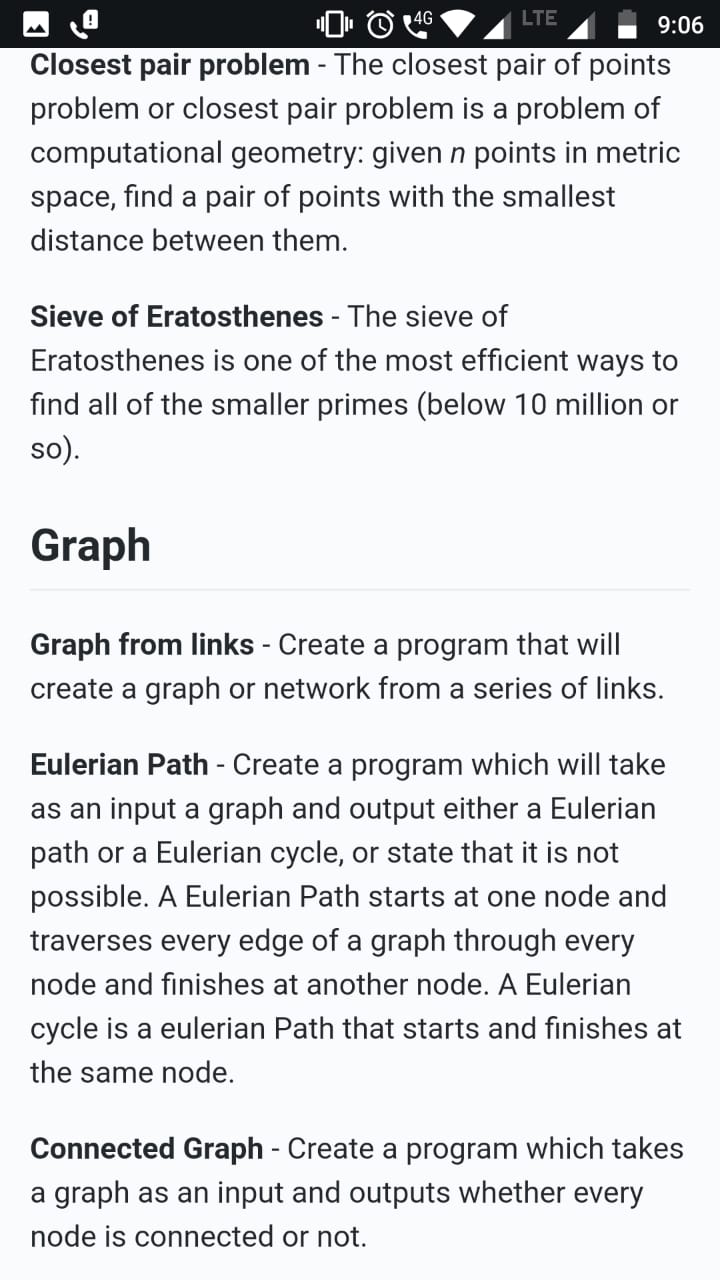 4G LTE 9:06
Closest pair problem - The closest pair of points
problem or closest pair problem is a problem of
computational geometry: given n points in metric
space, find a pair of points with the smallest
distance between them.
Sieve of Eratosthenes - The sieve of
Eratosthenes is one of the most efficient ways to
find all of the smaller primes (below 10 million or
so).
Graph
Graph from links - Create a program that will
create a graph or network from a series of links.
Eulerian Path - Create a program which will take
as an input a graph and output either a Eulerian
path or a Eulerian cycle, or state that it is not
possible. A Eulerian Path starts at one node and
traverses every edge of a graph through every
node and finishes at another node. A Eulerian
cycle is a eulerian Path that starts and finishes at
the same node.
Connected Graph - Create a program which takes
a graph as an input and outputs whether every
node is connected or not.